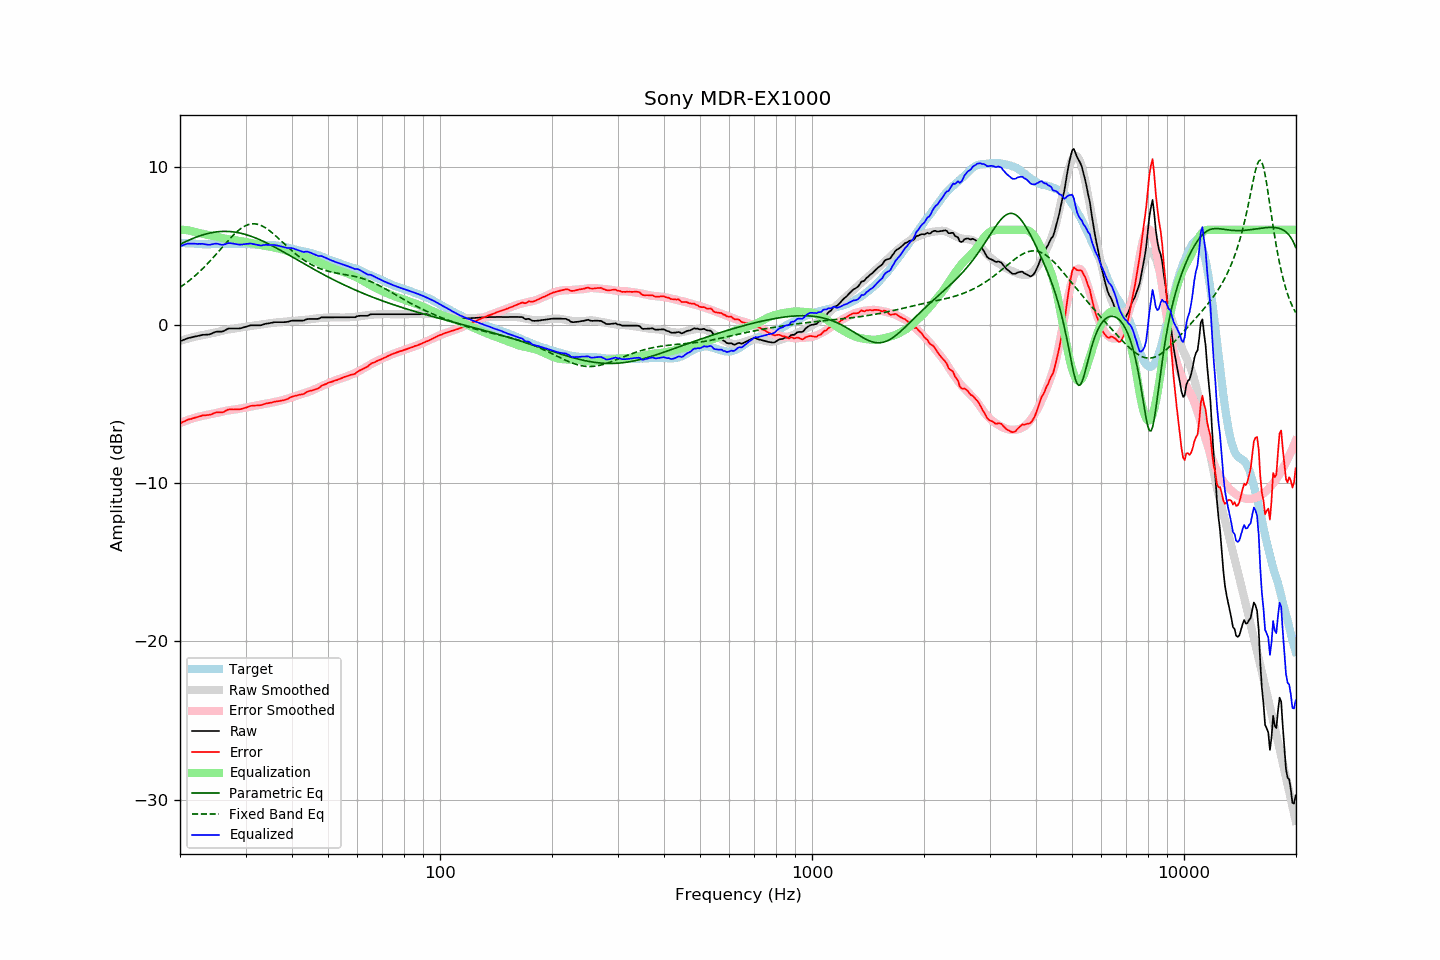 Sony MDR-EX1000
Amplitude (dBr)
10
0
−10
−20
−30
Target
Raw Smoothed
Error Smoothed
Raw
Error
Equalization
Parametric Eq
Fixed Band Eq
Equalized
100
1000
10000
Frequency (Hz)